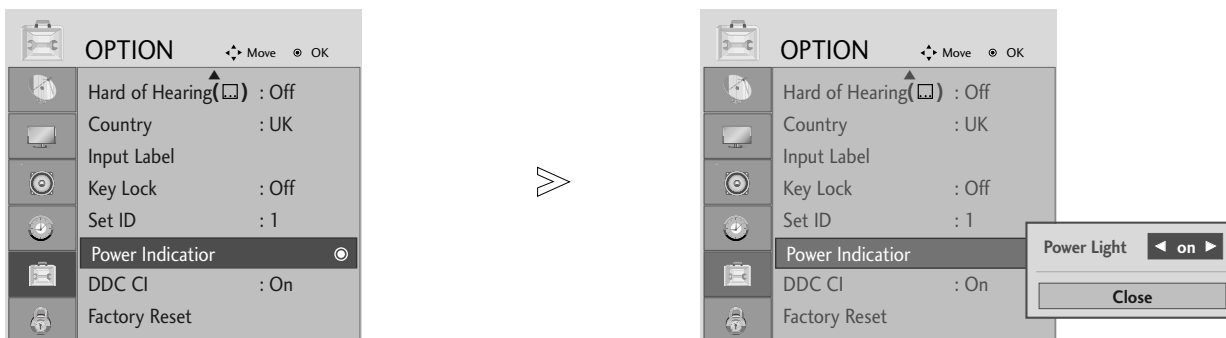 OPTION Move OK
Hard of Hearing( ... ) : Off
Country : UK
Input Label
Key Lock : Off
Set ID : 1
Power Indicatior
DDC CI : On
Factory Reset
OPTION Move OK
Hard of Hearing( ... ) : Off
Country : UK
Input Label
Key Lock : Off
Set ID : 1
Power Indicatior
DDC CI : On
Factory Reset
Power Light ◄ on ►
Close